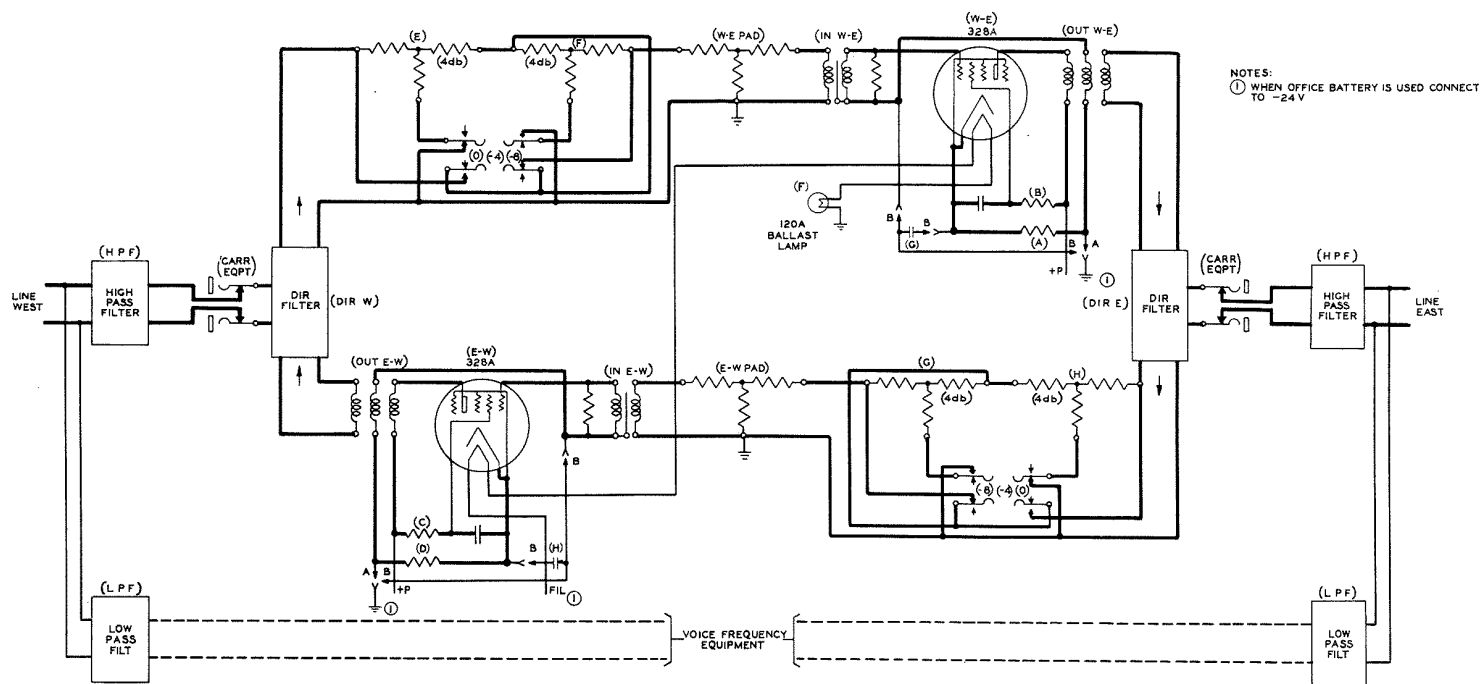 (E)
(4db)
(F)
(4db)
(W-E PAD)
(IN W-E)
(W-E)
328A
(OUT W-E)
NOTES:
① WHEN OFFICE BATTERY IS USED CONNECT
TO -24V
(0) (-4) (-8)
(F)
120A
BALLAST
LAMP
B
B
(G)
(B)
(A)
B
A
+P
①
(HPF)
HIGH
PASS
FILTER
LINE
WEST
(CARR
EQPT)
DIR
FILTER
(DIR W)
(DIR E)
DIR
FILTER
(CARR
EQPT)
(HPF)
HIGH
PASS
FILTER
LINE
EAST
(OUT E-W)
(E-W)
328A
(IN E-W)
(E-W PAD)
(G)
(4db)
(H)
(4db)
B
(-8) (-4) (0)
(C)
(D)
B
(H)
A
B
+P
FIL
①
①
(LPF)
LOW
PASS
FILT
VOICE FREQUENCY
EQUIPMENT
(LPF)
LOW
PASS
FILT